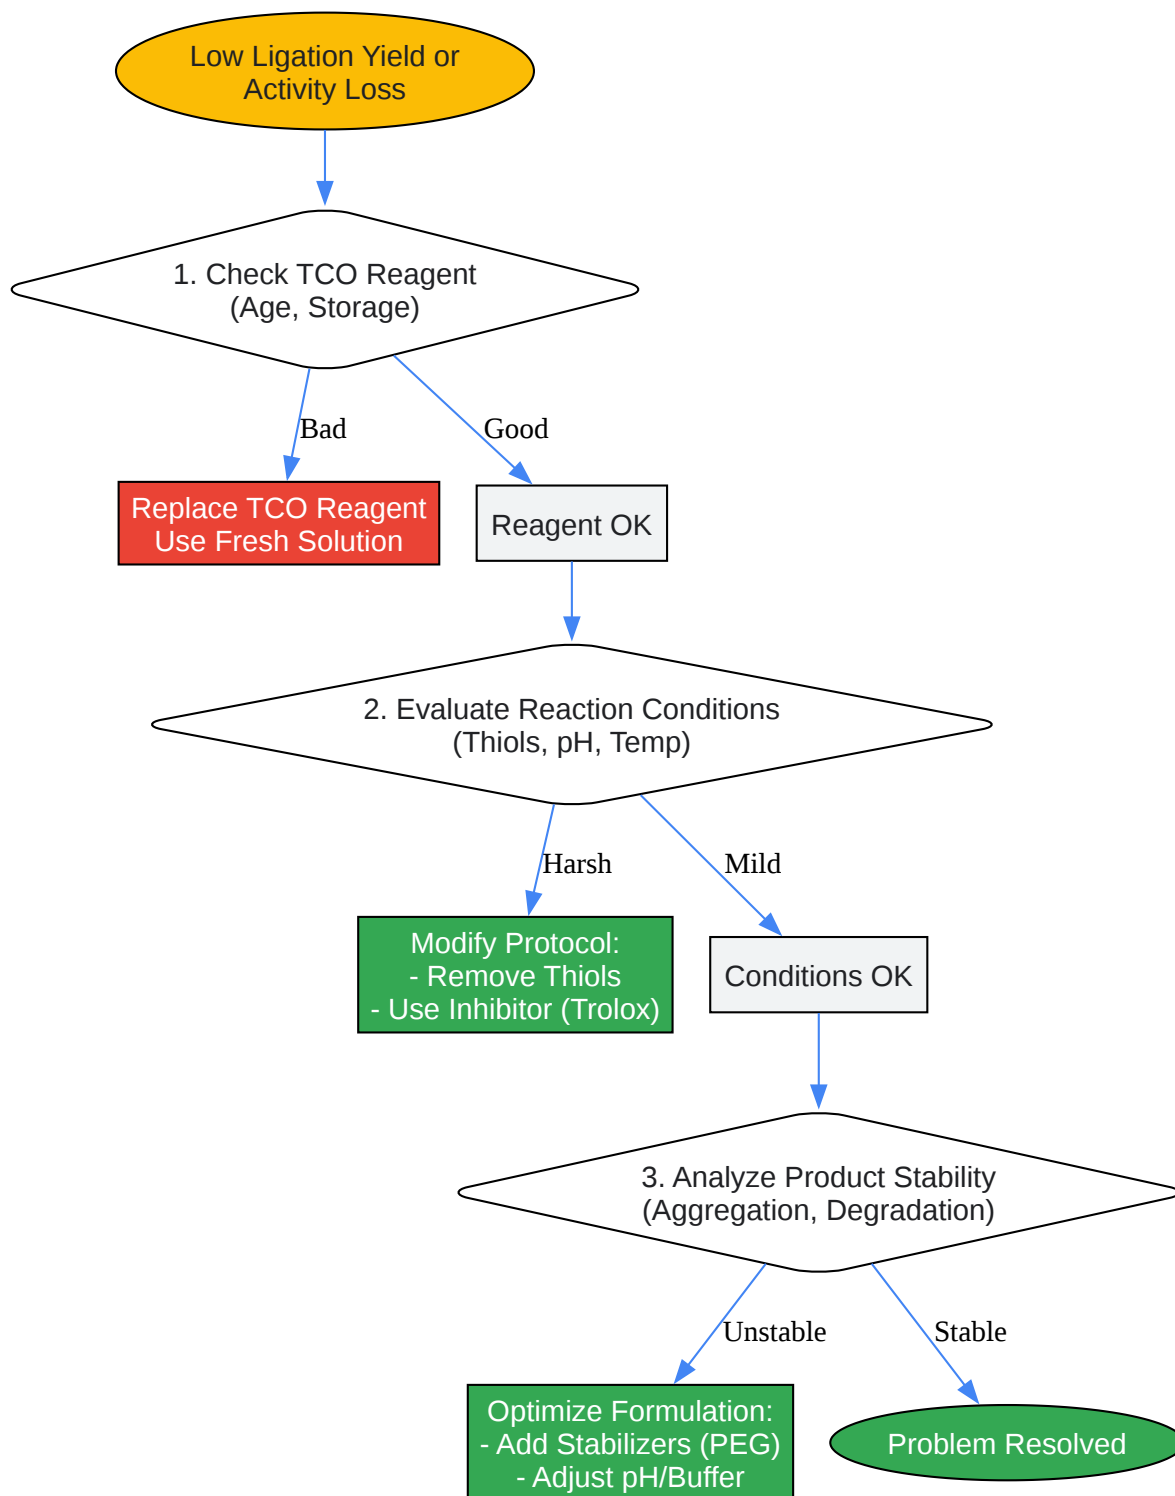 Low Ligation Yield or
Activity Loss
1. Check TCO Reagent
(Age, Storage)
Bad
Good
Replace TCO Reagent
Use Fresh Solution
Reagent OK
2. Evaluate Reaction Conditions
(Thiols, pH, Temp)
Harsh
Mild
Modify Protocol:
- Remove Thiols
- Use Inhibitor (Trolox)
Conditions OK
3. Analyze Product Stability
(Aggregation, Degradation)
Unstable
Stable
Optimize Formulation:
- Add Stabilizers (PEG)
- Adjust pH/Buffer
Problem Resolved